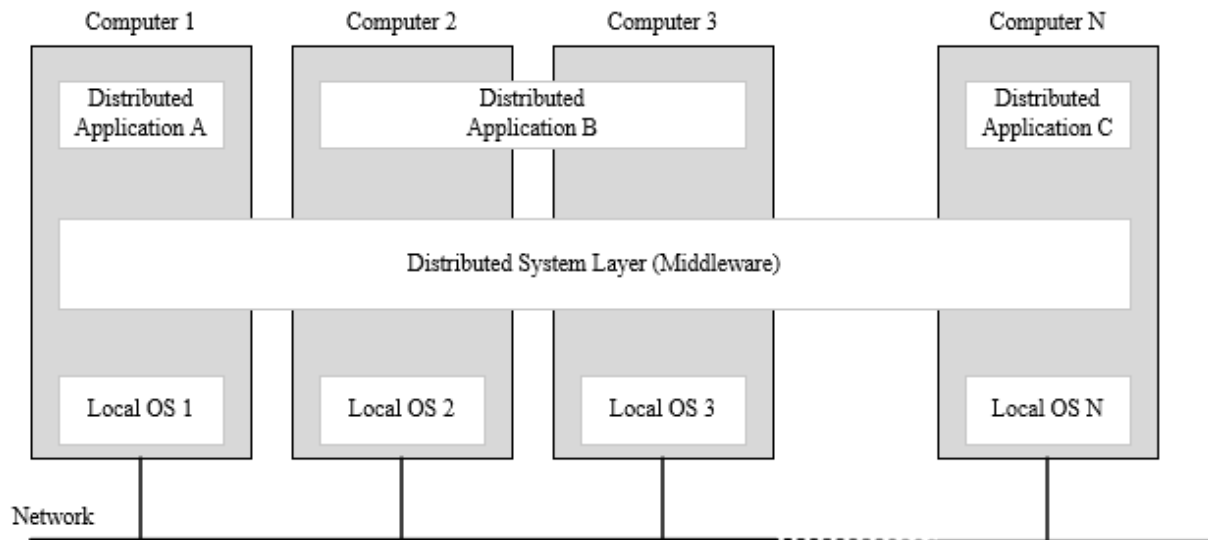 Computer 1
Computer 2
Computer 3
Computer N
Distributed
Application A
Distributed
Application B
Distributed
Application C
Distributed System Layer (Middleware)
Local OS 1
Local OS 2
Local OS 3
Local OS N
Network